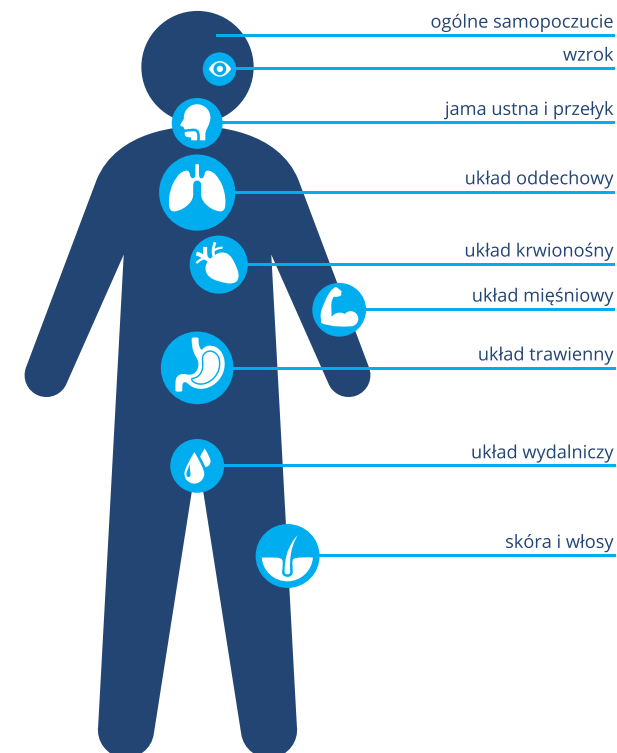 ogólne samopoczucie
wzrok
jama ustna i przełyk
układ oddechowy
układ krwionośny
układ mięśniowy
układ trawienny
układ wydalniczy
skóra i włosy